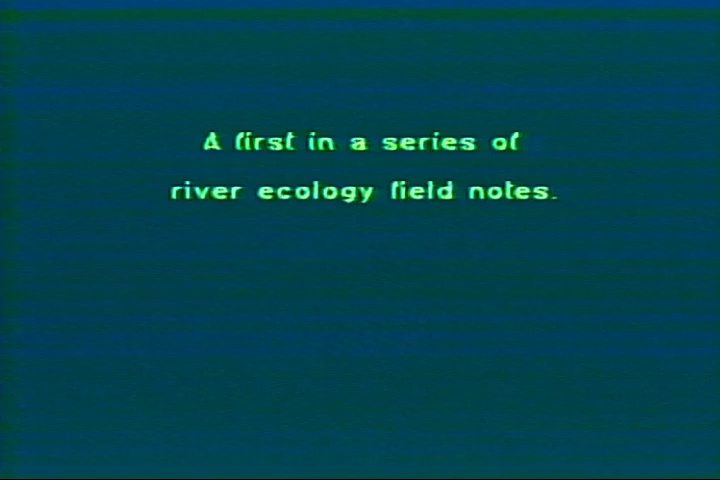 A first in a series of
river ecology field notes.